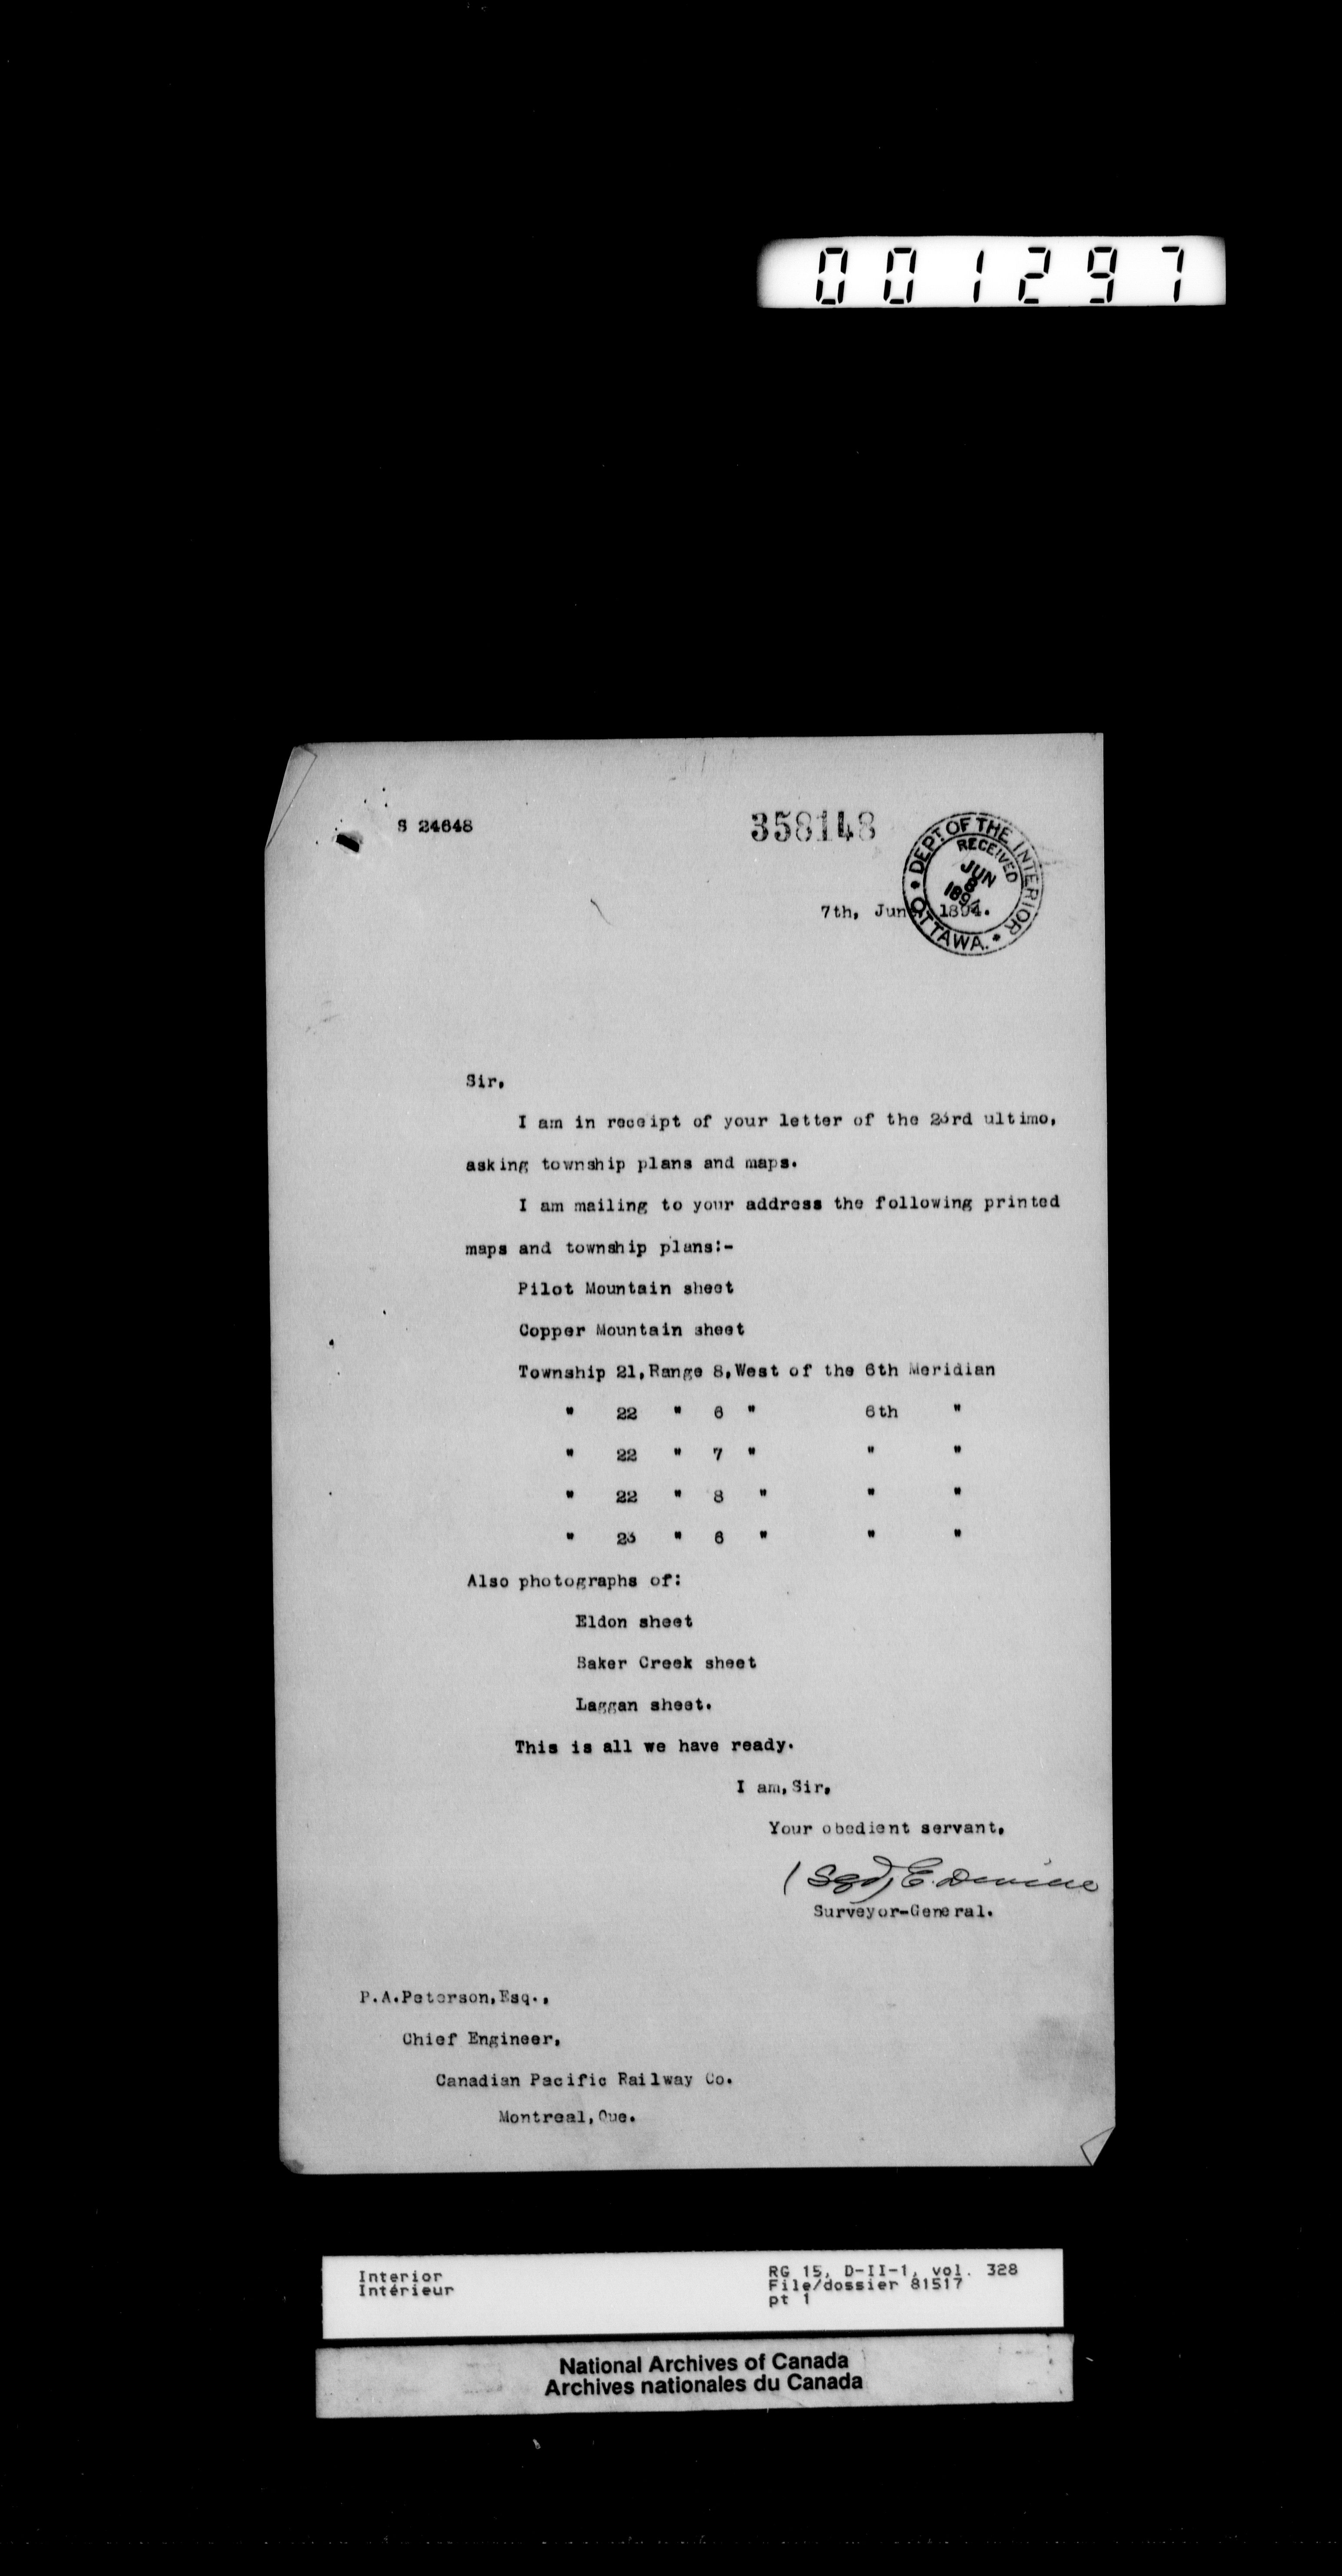 001297
S 24648
358148
DEPT. OF THE INTERIOR
RECEIVED
JUN
8
1894
OTTAWA.
7th, June, 1894.
Sir,
I am in receipt of your letter of the 23rd ultimo,
asking township plans and maps.
I am mailing to your address the following printed
maps and township plans:-
Pilot Mountain sheet
Copper Mountain sheet
Township 21, Range 8, West of the 6th Meridian
" 22 " 6 " 6th "
" 22 " 7 " " "
" 22 " 8 " " "
" 23 " 6 " " "
Also photographs of:
Eldon sheet
Baker Creek sheet
Laggan sheet.
This is all we have ready.
I am, Sir,
Your obedient servant,
(Sgd) E. Deville
Surveyor-General.
P.A.Peterson, Esq.,
Chief Engineer,
Canadian Pacific Railway Co.
Montreal, Que.
Interior
Intérieur
RG 15, D-II-1, vol. 328
File/dossier 81517
pt 1
National Archives of Canada
Archives nationales du Canada